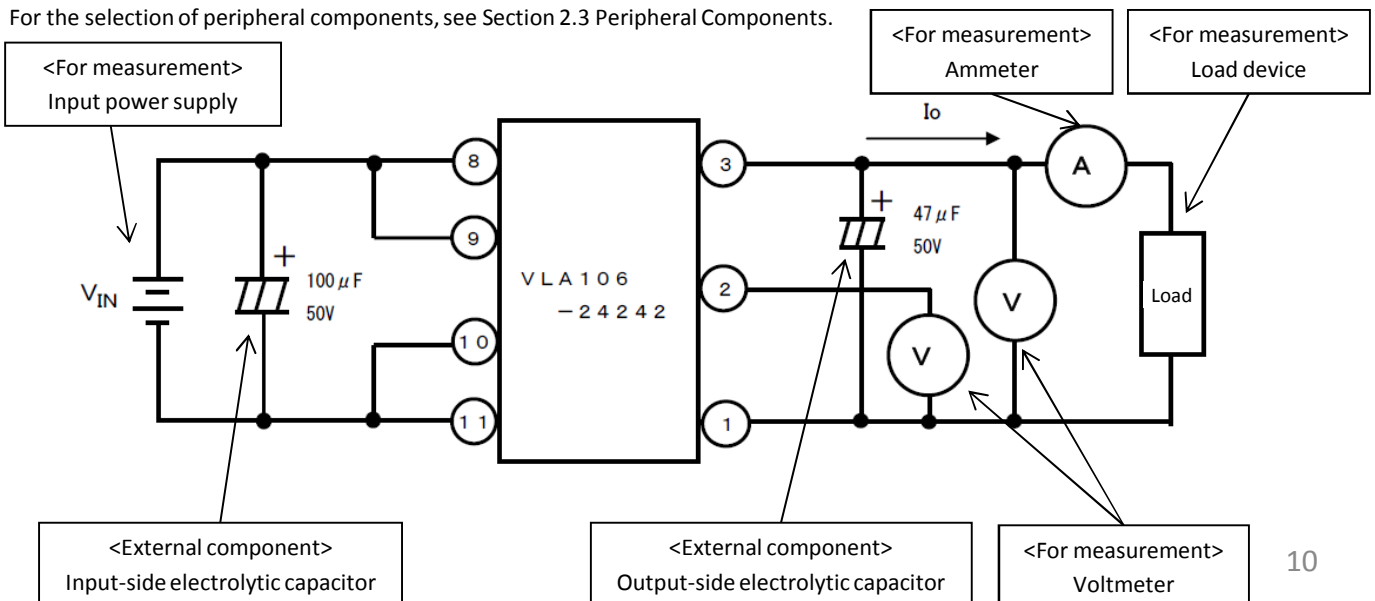 For the selection of peripheral components, see Section 2.3 Peripheral Components.
<For measurement>
Input power supply
<For measurement>
Ammeter
<For measurement>
Load device
Io
8
3
A
9
+
100μF
50V
VLA106
-24242
+
47μF
50V
VIN
2
V
V
Load
10
11
1
<External component>
Input-side electrolytic capacitor
<External component>
Output-side electrolytic capacitor
<For measurement>
Voltmeter
10